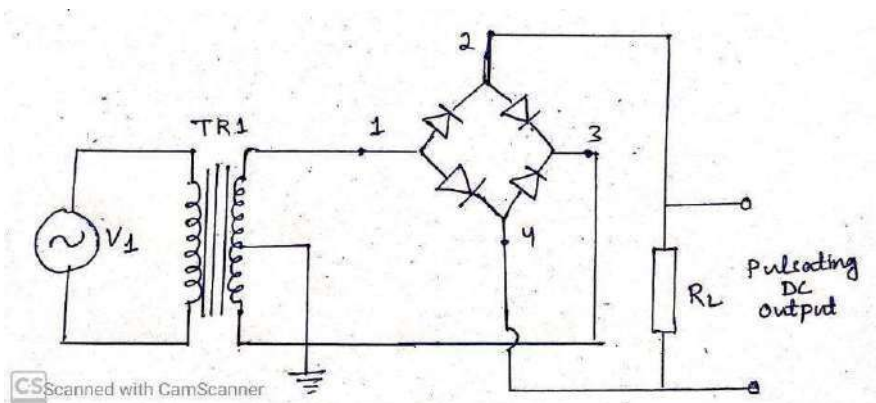 2
TR1
1
3
V1
4
RL
Pulsating
DC
output
CS Scanned with CamScanner